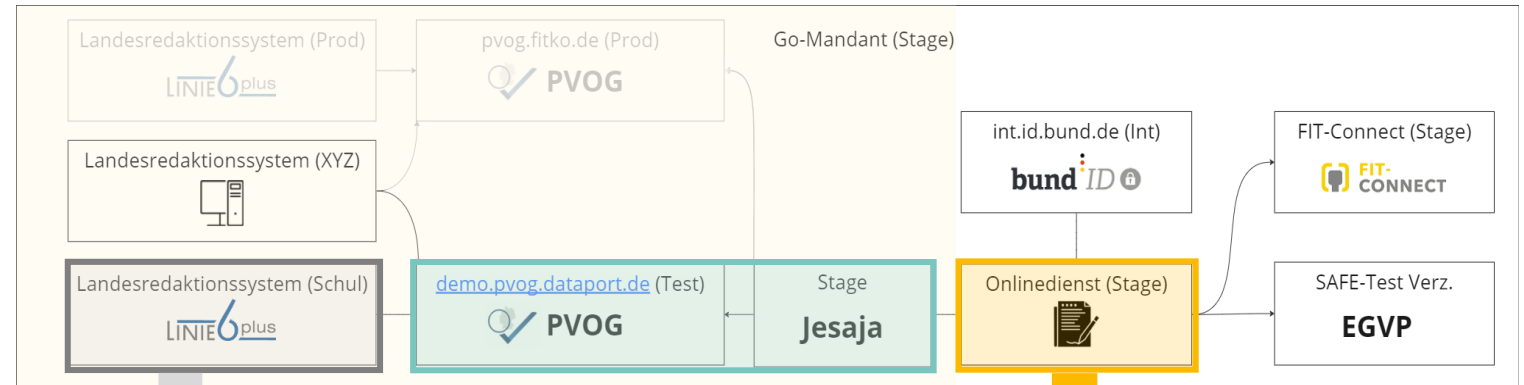 Landesredaktionssystem (Prod)
LINIE6plus
pvog.fitko.de (Prod)
PVOG
Go-Mandant (Stage)
Landesredaktionssystem (XYZ)
int.id.bund.de (Int)
bund ID
FIT-Connect (Stage)
FIT-
CONNECT
Landesredaktionssystem (Schul)
LINIE6plus
demo.pvog.dataport.de (Test)
PVOG
Stage
Jesaja
Onlinedienst (Stage)
SAFE-Test Verz.
EGVP